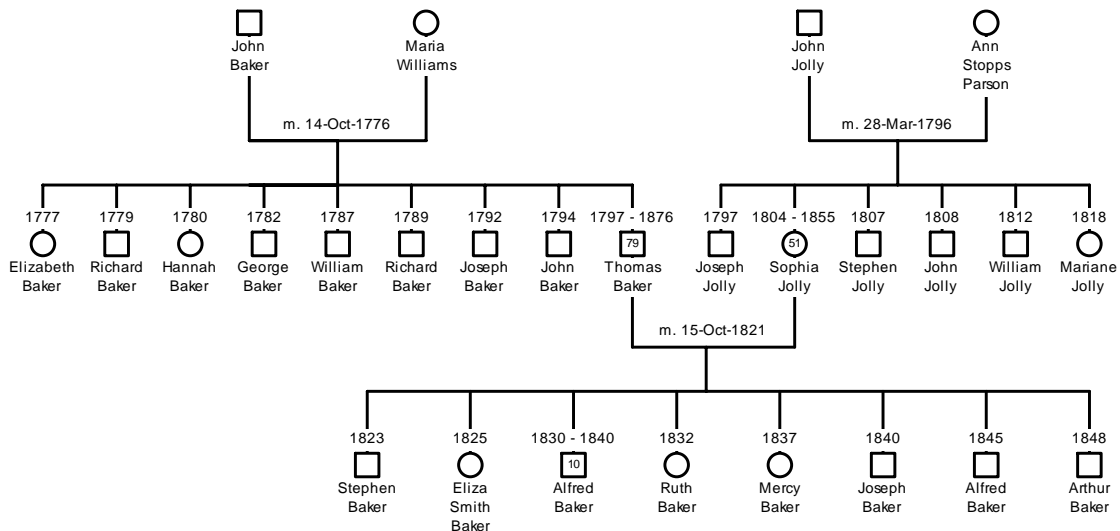 John
Baker
Maria
Williams
John
Jolly
Ann
Stopps
Parson
m. 14-Oct-1776
m. 28-Mar-1796
1777
Elizabeth
Baker
1779
Richard
Baker
1780
Hannah
Baker
1782
George
Baker
1787
William
Baker
1789
Richard
Baker
1792
Joseph
Baker
1794
John
Baker
1797 - 1876
79
Thomas
Baker
1797
Joseph
Jolly
1804 - 1855
51
Sophia
Jolly
1807
Stephen
Jolly
1808
John
Jolly
1812
William
Jolly
1818
Mariane
Jolly
m. 15-Oct-1821
1823
Stephen
Baker
1825
Eliza
Smith
Baker
1830 - 1840
10
Alfred
Baker
1832
Ruth
Baker
1837
Mercy
Baker
1840
Joseph
Baker
1845
Alfred
Baker
1848
Arthur
Baker